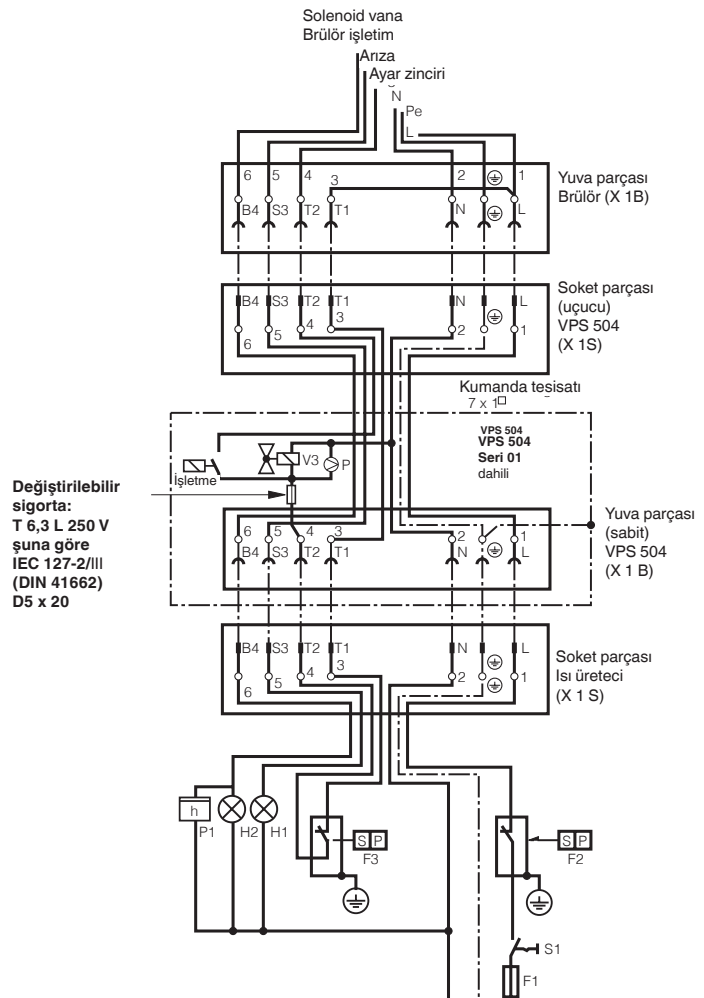 Solenoid vana
Brülör işletim
Arıza
Ayar zinciri
N
Pe
L
6 5 4 3 2 1
B4 S3 T2 T1 N L
Yuva parçası
Brülör (X 1B)
B4 S3 T2 T1 N L
6 5 4 3 2 1
Soket parçası
(uçucu)
VPS 504
(X 1S)
Kumanda tesisatı
7 x 1□
VPS 504
VPS 504
Seri 01
dahili
İşletme
V3
P
Değiştirilebilir
sigorta:
T 6,3 L 250 V
şuna göre
IEC 127-2/III
(DIN 41662)
D5 x 20
6 5 4 3 2 1
B4 S3 T2 T1 N L
Yuva parçası
(sabit)
VPS 504
(X 1 B)
B4 S3 T2 T1 N L
6 5 4 3 2 1
Soket parçası
Isı üreteci
(X 1 S)
h
P1
H2
H1
S P
F3
S P
F2
S1
F1